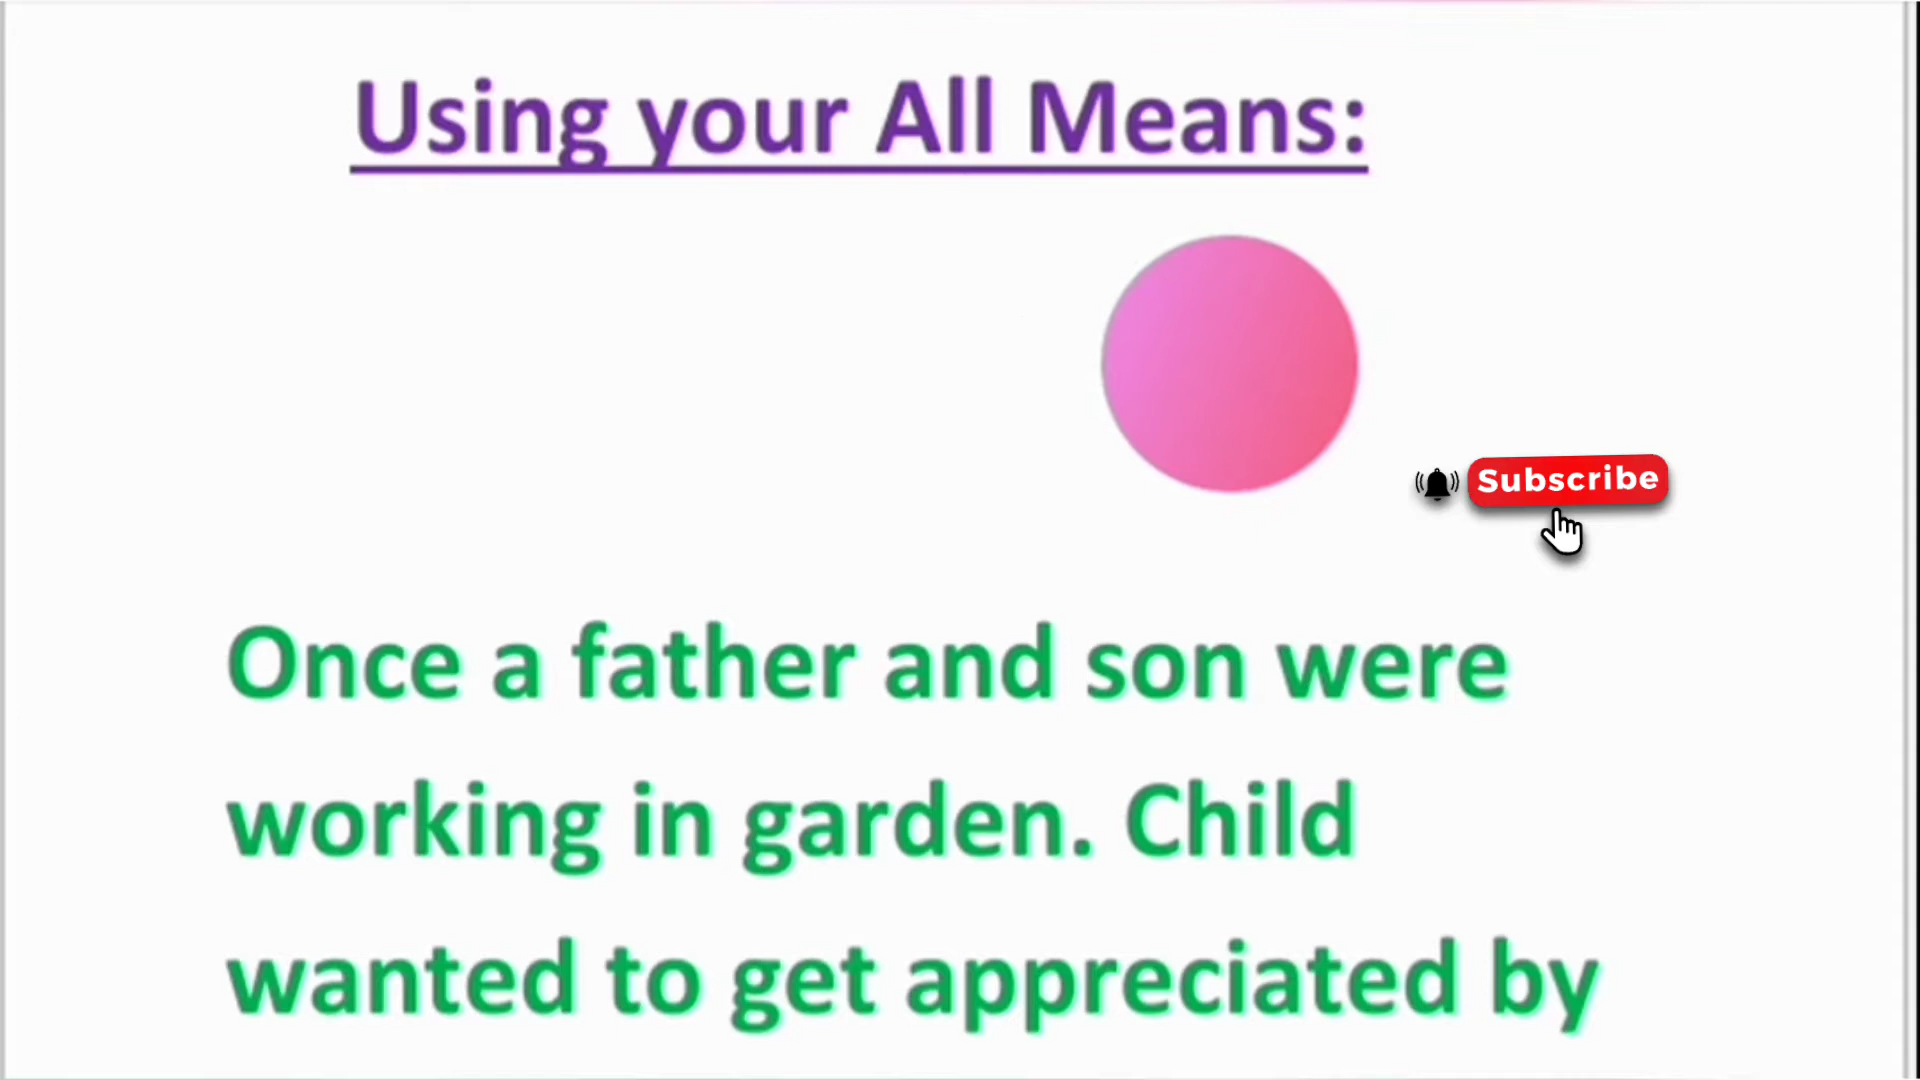 Using your All Means:
Subscribe
Once a father and son were
working in garden. Child
wanted to get appreciated by